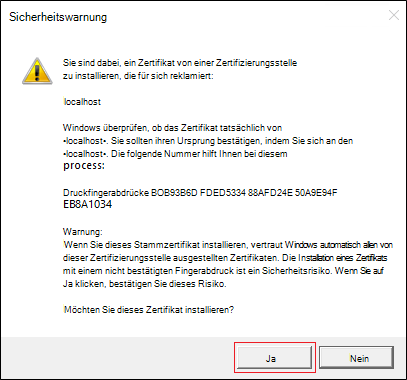 Sicherheitswarnung
Sie sind dabei, ein Zertifikat von einer Zertifizierungsstelle
zu installieren, die für sich reklamiert:
localhost
Windows überprüfen, ob das Zertifikat tatsächlich von
•localhost•. Sie sollten ihren Ursprung bestätigen, indem Sie sich an den
•localhost•. Die folgende Nummer hilft Ihnen bei diesem
process:
Druckfingerabdrücke BOB93B6D FDED5334 88AFD24E 50A9E94F
EB8A1034
Warnung:
Wenn Sie dieses Stammzertifikat installieren, vertraut Windows automatisch allen von
dieser Zertifizierungsstelle ausgestellten Zertifikaten. Die Installation eines Zertifikats
mit einem nicht bestätigten Fingerabdruck ist ein Sicherheitsrisiko. Wenn Sie auf
Ja klicken, bestätigen Sie dieses Risiko.
Möchten Sie dieses Zertifikat installieren?
Ja
Nein